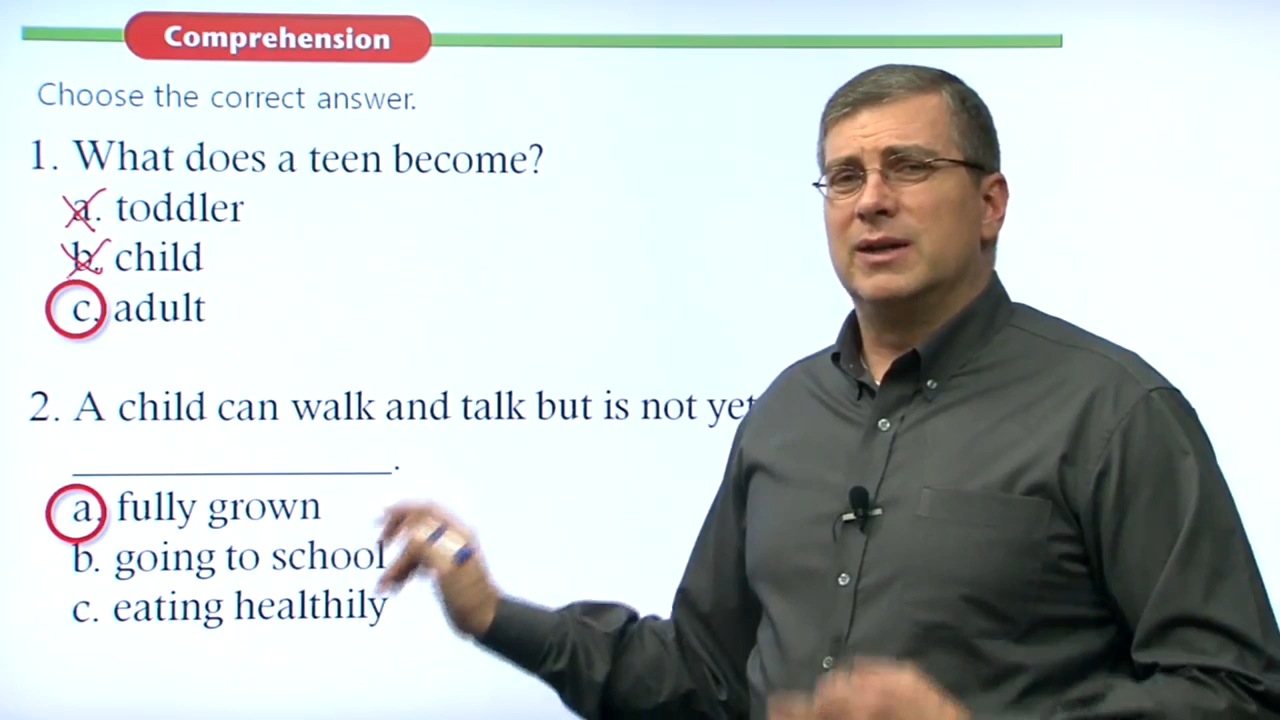 Comprehension
Choose the correct answer.
1. What does a teen become?
a. toddler
b. child
c. adult
2. A child can walk and talk but is not yet
____________________.
a. fully grown
b. going to school
c. eating healthily